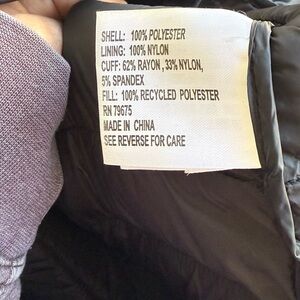 SHELL: 100% POLYESTER
LINING: 100% NYLON
CUFF: 62% RAYON, 33% NYLON,
5% SPANDEX
FILL: 100% RECYCLED POLYESTER
RN 79675
MADE IN CHINA
SEE REVERSE FOR CARE